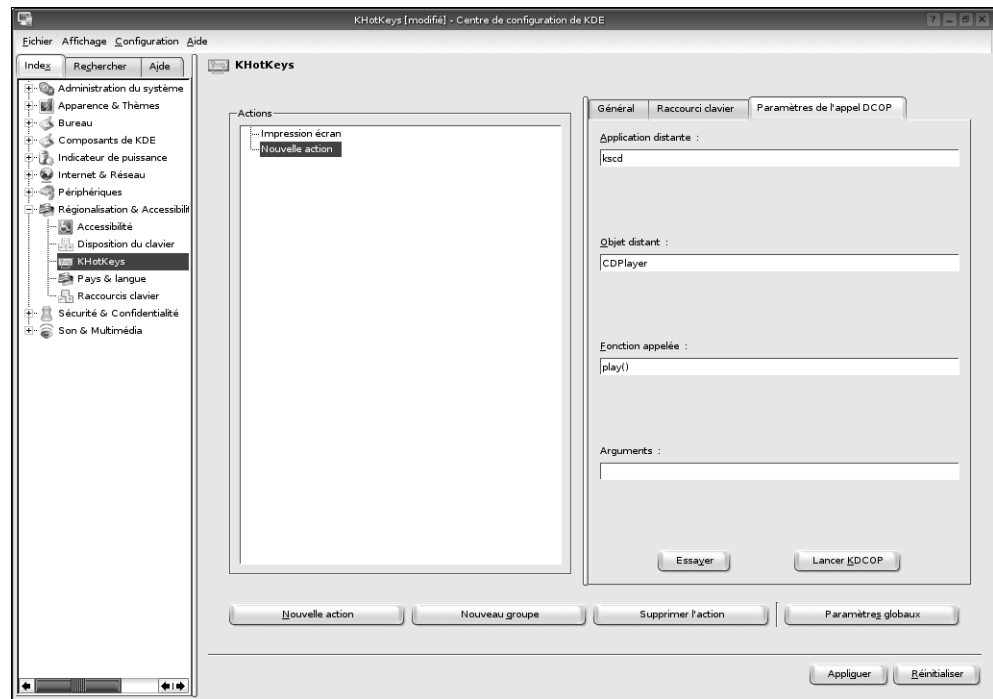 KHotKeys [modifié] - Centre de configuration de KDE
Fichier Affichage Configuration Aide
Index Rechercher Aide
Administration du système
Apparence & Thèmes
Bureau
Composants de KDE
Indicateur de puissance
Internet & Réseau
Périphériques
Régionalisation & Accessibili
Accessibilité
Disposition du clavier
KHotKeys
Pays & langue
Raccourcis clavier
Sécurité & Confidentialité
Son & Multimédia
KHotKeys
Actions
Impression écran
Nouvelle action
Général Raccourci clavier Paramètres de l'appel DCOP
Application distante :
kscd
Objet distant :
CDPlayer
Fonction appelée :
play()
Arguments :
Essayer Lancer KDCOP
Nouvelle action Nouveau groupe Supprimer l'action Paramètres globaux
Appliquer Réinitialiser